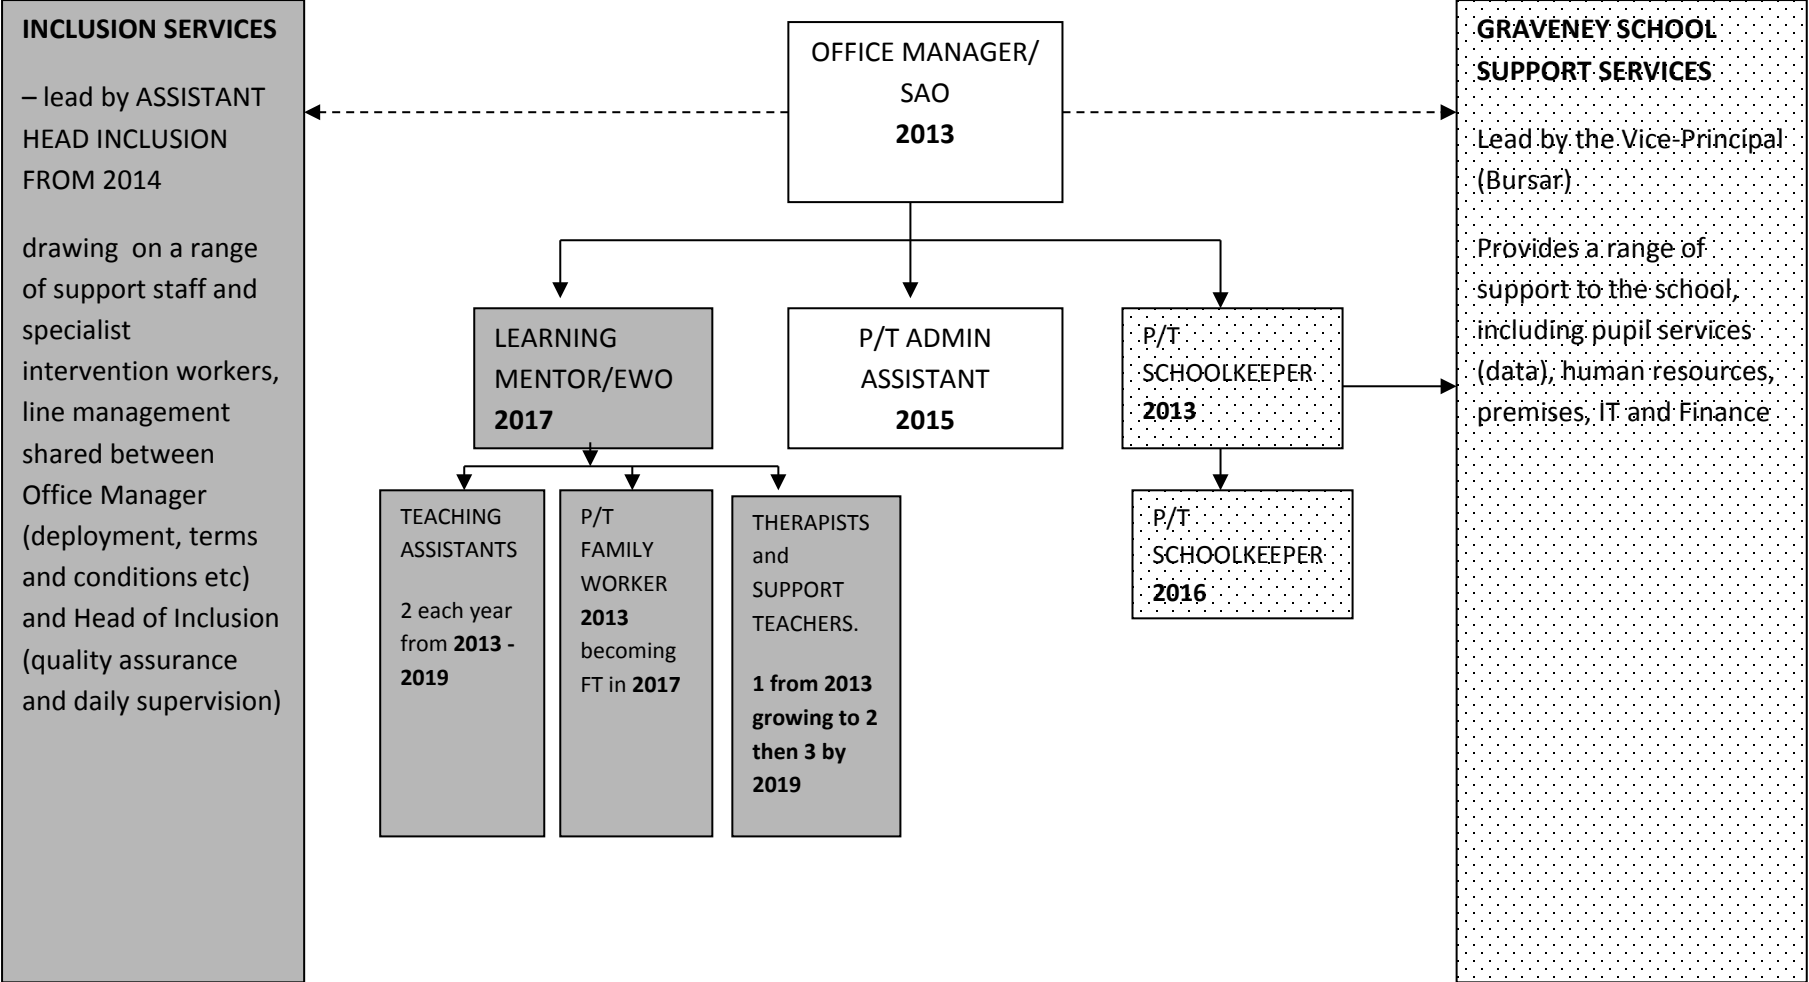 INCLUSION SERVICES
– lead by ASSISTANT
HEAD INCLUSION
FROM 2014
drawing on a range
of support staff and
specialist
intervention workers,
line management
shared between
Office Manager
(deployment, terms
and conditions etc)
and Head of Inclusion
(quality assurance
and daily supervision)
OFFICE MANAGER/
SAO
2013
LEARNING
MENTOR/EWO
2017
P/T ADMIN
ASSISTANT
2015
P/T
SCHOOLKEEPER
2013
TEACHING
ASSISTANTS
2 each year
from 2013 -
2019
P/T
FAMILY
WORKER
2013
becoming
FT in 2017
THERAPISTS
and
SUPPORT
TEACHERS.
1 from 2013
growing to 2
then 3 by
2019
P/T
SCHOOLKEEPER
2016
GRAVENEY SCHOOL
SUPPORT SERVICES
Lead by the Vice-Principal
(Bursar)
Provides a range of
support to the school,
including pupil services
(data), human resources,
premises, IT and Finance